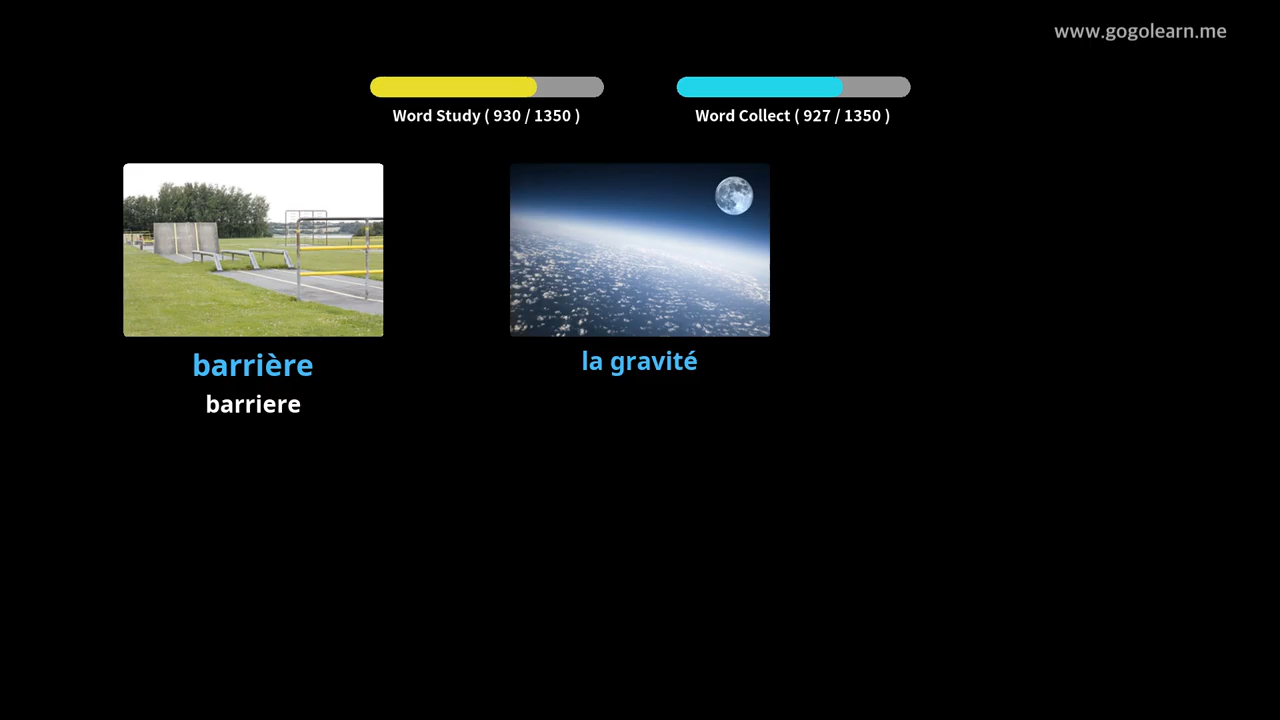 www.gogolearn.me
Word Study ( 930 / 1350 )
Word Collect ( 927 / 1350 )
barrière
barriere
la gravité